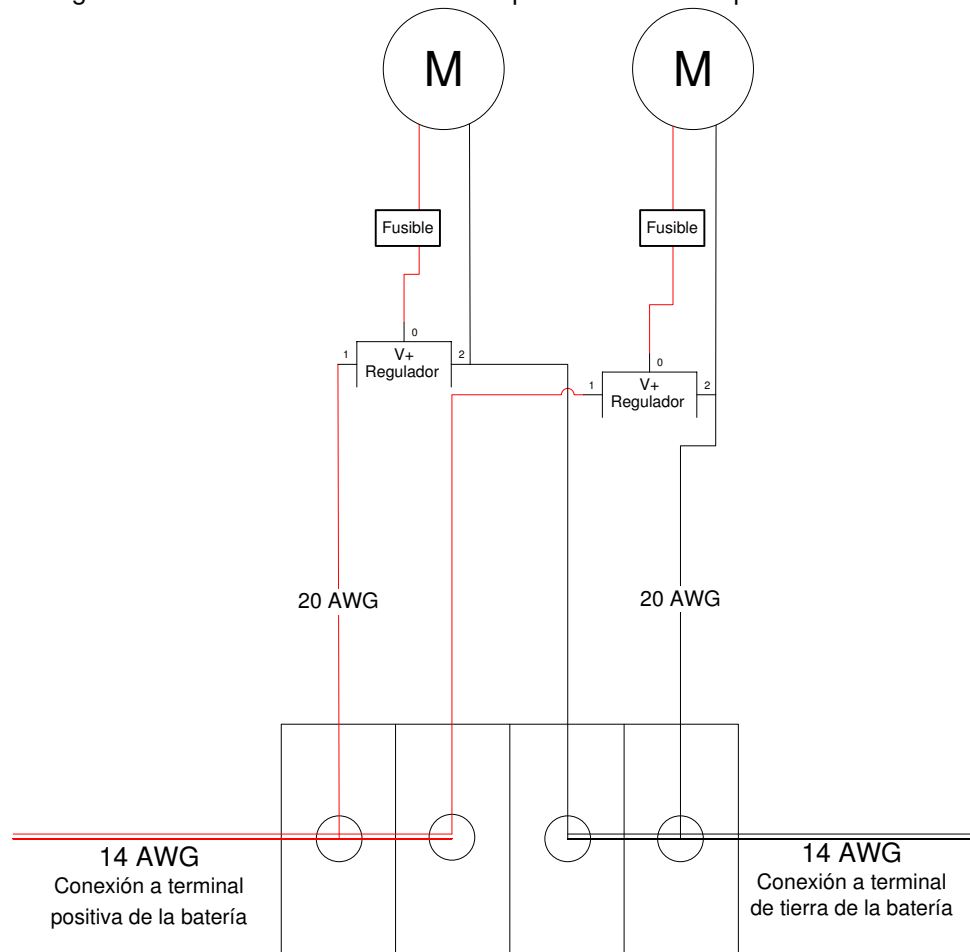 M
M
Fusible
Fusible
0
1
V+
2
Regulador
0
1
V+
2
Regulador
20 AWG
20 AWG
14 AWG
Conexión a terminal
positiva de la batería
14 AWG
Conexión a terminal
de tierra de la batería